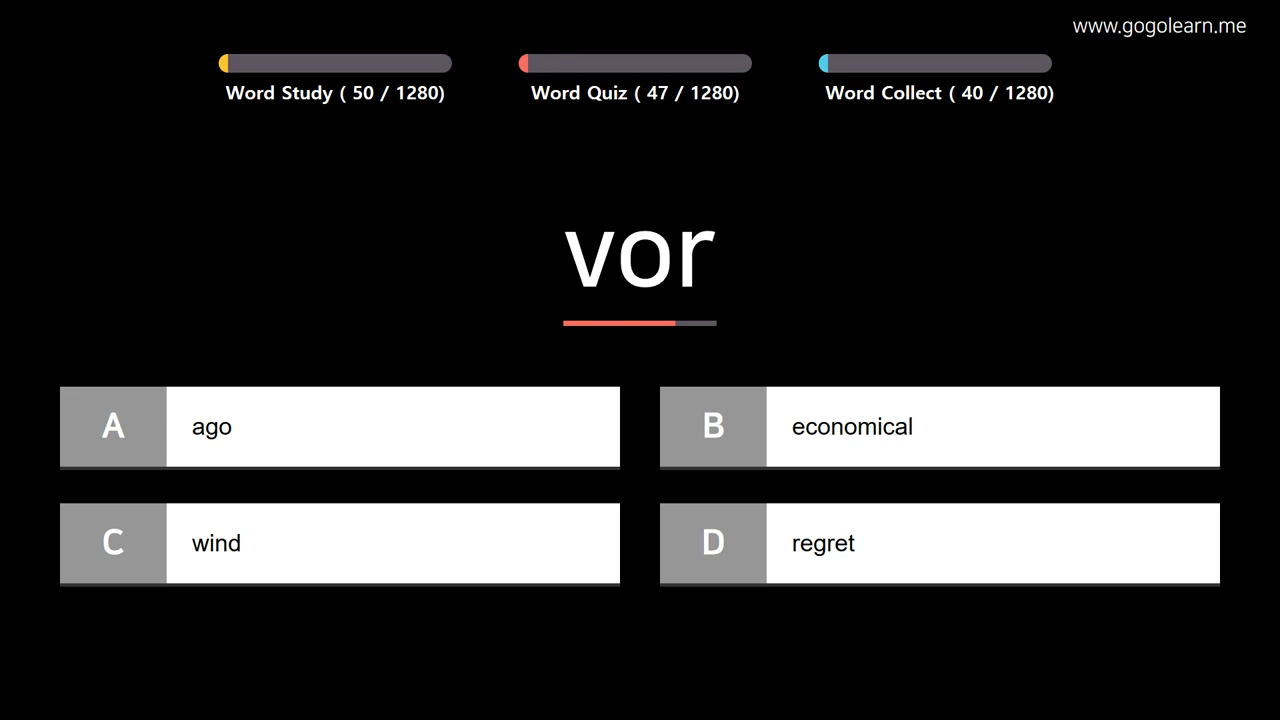 www.gogolearn.me
Word Study ( 50 / 1280)
Word Quiz ( 47 / 1280)
Word Collect ( 40 / 1280)
vor
A ago
B economical
C wind
D regret